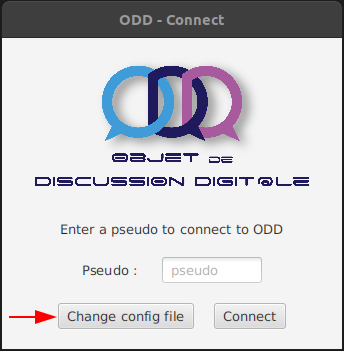 ODD - Connect
OBJET DE
DISCUSSION DIGIT@LE
Enter a pseudo to connect to ODD
Pseudo : pseudo
Change config file Connect